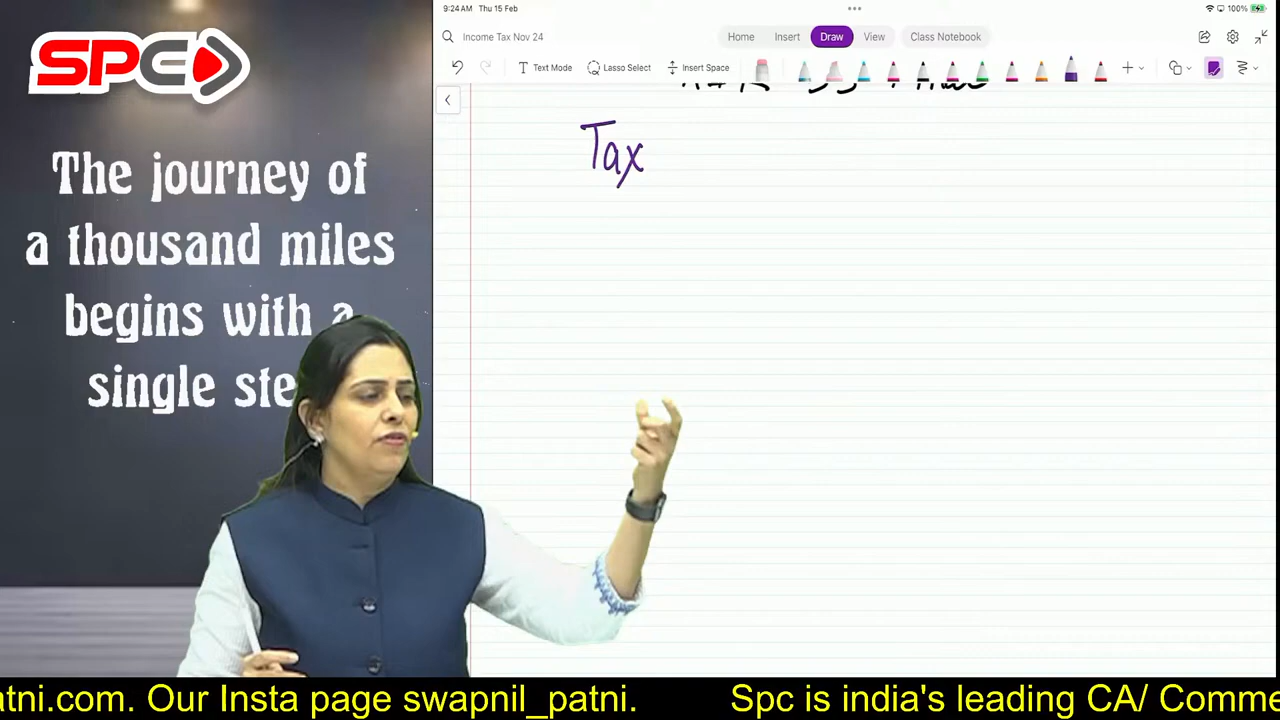 SPC
The journey of
a thousand miles
begins with a
single ste
9:24 AM Thu 15 Feb
100%
Income Tax Nov 24
Home Insert Draw View Class Notebook
Text Mode Lasso Select Insert Space
Tax
atni.com. Our Insta page swapnil_patni. Spc is india's leading CA/ Comme